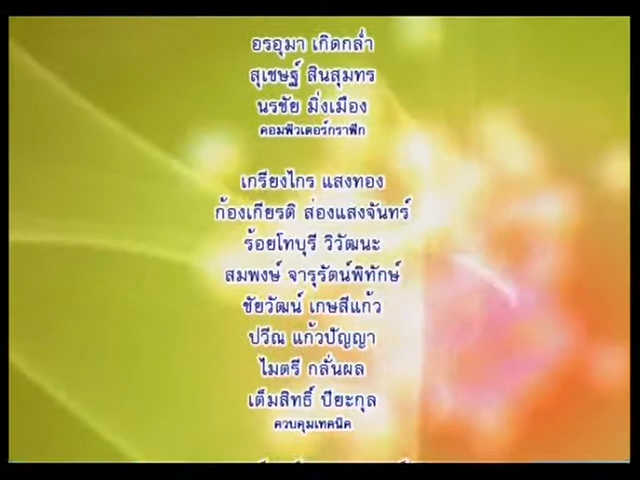 อรอุมา เกิดกล่ำ
สุเชษฐ์ สินสุมทร
นรชัย มิ่งเมือง
คอมพิวเตอร์กราฟิก
เกรียงไกร แสงทอง
ก้องเกียรติ ส่องแสงจันทร์
ร้อยโทบุรี วิวัฒนะ
สมพงษ์ จารุรัตน์พิทักษ์
ชัยวัฒน์ เกษสีแก้ว
ปวีณ แก้วปัญญา
ไมตรี กลั่นผล
เต็มสิทธิ์ ปิยะกุล
ควบคุมเทคนิค